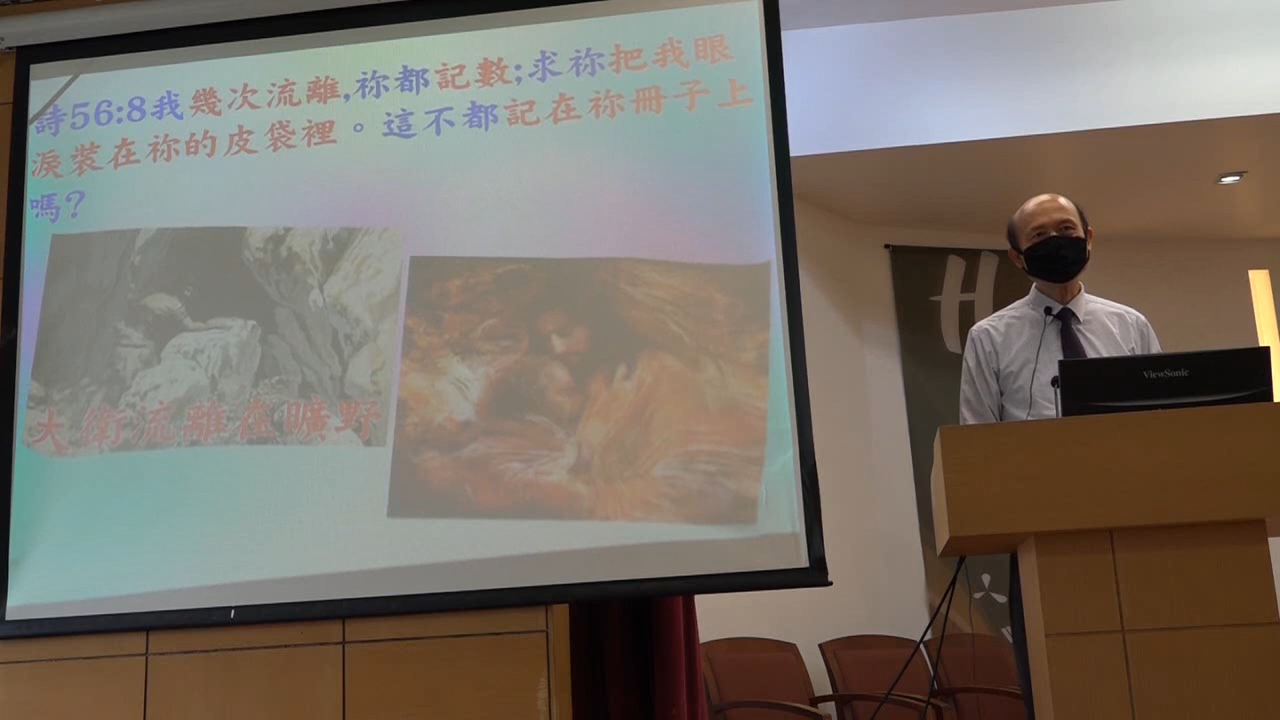 詩56:8我幾次流離,祢都記數;求祢把我眼
淚裝在祢的皮袋裡。這不都記在祢冊子上
嗎?
大衛流離在曠野
H
ViewSonic